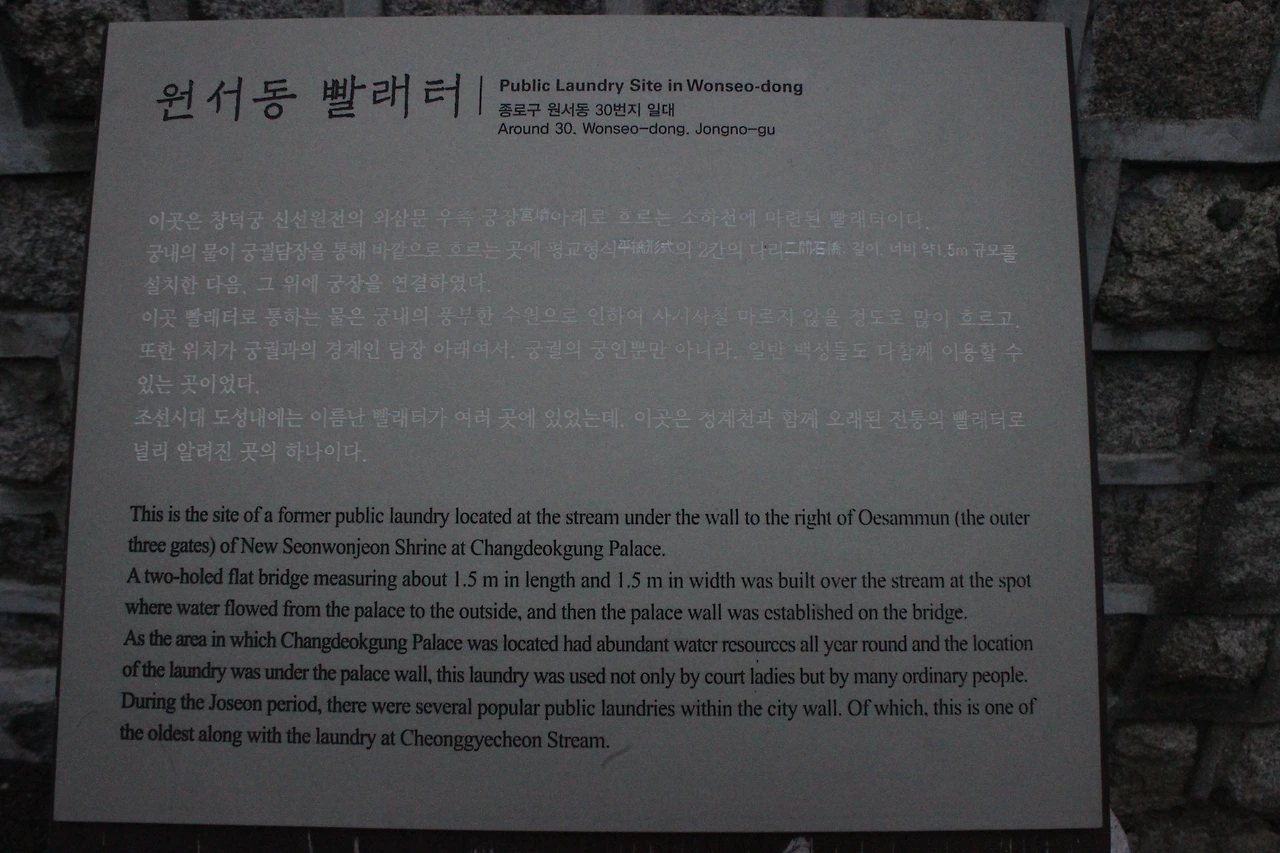 원서동 빨래터
Public Laundry Site in Wonseo-dong
종로구 원서동 30번지 일대
Around 30, Wonseo-dong, Jongno-gu
이곳은 창덕궁 신선원전의 외삼문 우측 궁장宮墻아래로 흐르는 소하천에 마련된 빨래터이다.
궁내의 물이 궁궐담장을 통해 바깥으로 흐르는 곳에 평교형식平橋形式의 2칸의 다리二間石橋: 길이, 너비 약1.5m 규모를
설치한 다음, 그 위에 궁장을 연결하였다.
이곳 빨래터로 통하는 물은 궁내의 풍부한 수원으로 인하여 사시사철 마르지 않을 정도로 많이 흐르고,
또한 위치가 궁궐과의 경계인 담장 아래여서, 궁궐의 궁인뿐만 아니라, 일반 백성들도 다함께 이용할 수
있는 곳이었다.
조선시대 도성내에는 이름난 빨래터가 여러 곳에 있었는데, 이곳은 청계천과 함께 오래된 전통의 빨래터로
널리 알려진 곳의 하나이다.
This is the site of a former public laundry located at the stream under the wall to the right of Oesammun (the outer
three gates) of New Seonwonjeon Shrine at Changdeokgung Palace.
A two-holed flat bridge measuring about 1.5 m in length and 1.5 m in width was built over the stream at the spot
where water flowed from the palace to the outside, and then the palace wall was established on the bridge.
As the area in which Changdeokgung Palace was located had abundant water resources all year round and the location
of the laundry was under the palace wall, this laundry was used not only by court ladies but by many ordinary people.
During the Joseon period, there were several popular public laundries within the city wall. Of which, this is one of
the oldest along with the laundry at Cheonggyecheon Stream.